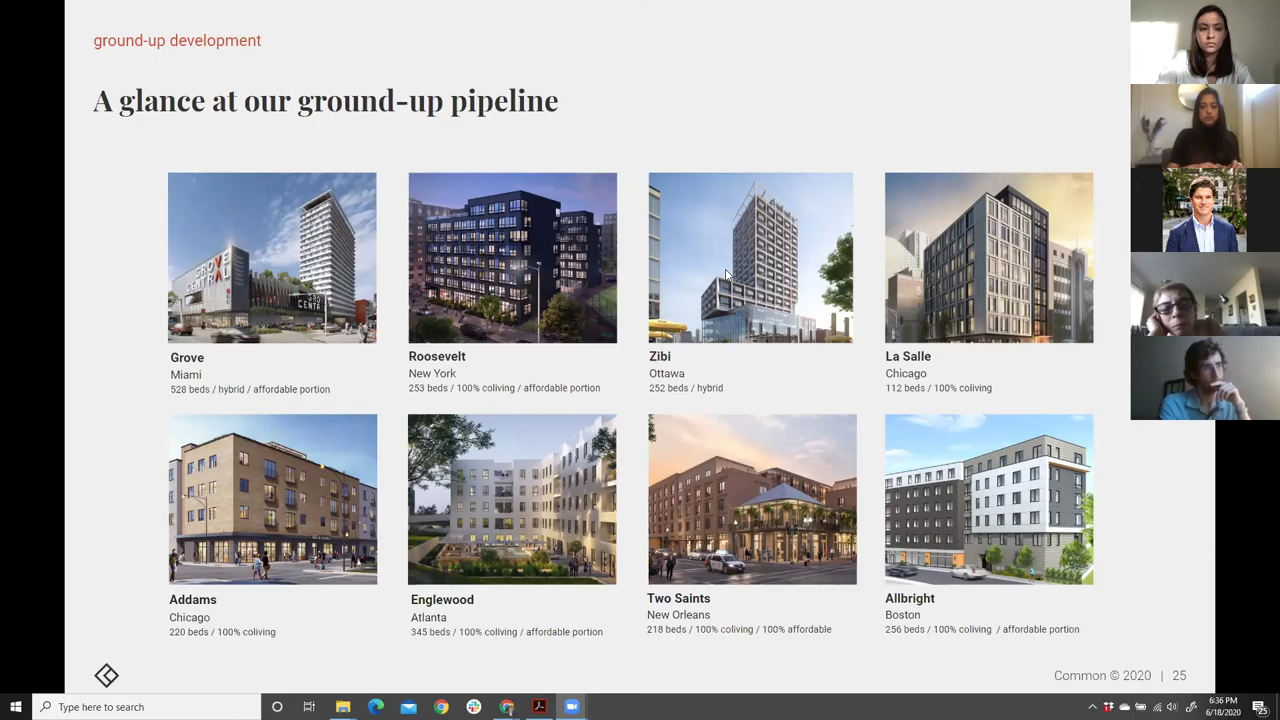 ground-up development
A glance at our ground-up pipeline
GROVE
CENTRAL
Grove
Miami
528 beds / hybrid / affordable portion
Roosevelt
New York
253 beds / 100% coliving / affordable portion
Zibi
Ottawa
252 beds / hybrid
La Salle
Chicago
112 beds / 100% coliving
Addams
Chicago
220 beds / 100% coliving
Englewood
Atlanta
345 beds / 100% coliving / affordable portion
Two Saints
New Orleans
218 beds / 100% coliving / 100% affordable
Allbright
Boston
256 beds / 100% coliving / affordable portion
Common © 2020 | 25
Type here to search
6:36 PM
6/18/2020
25